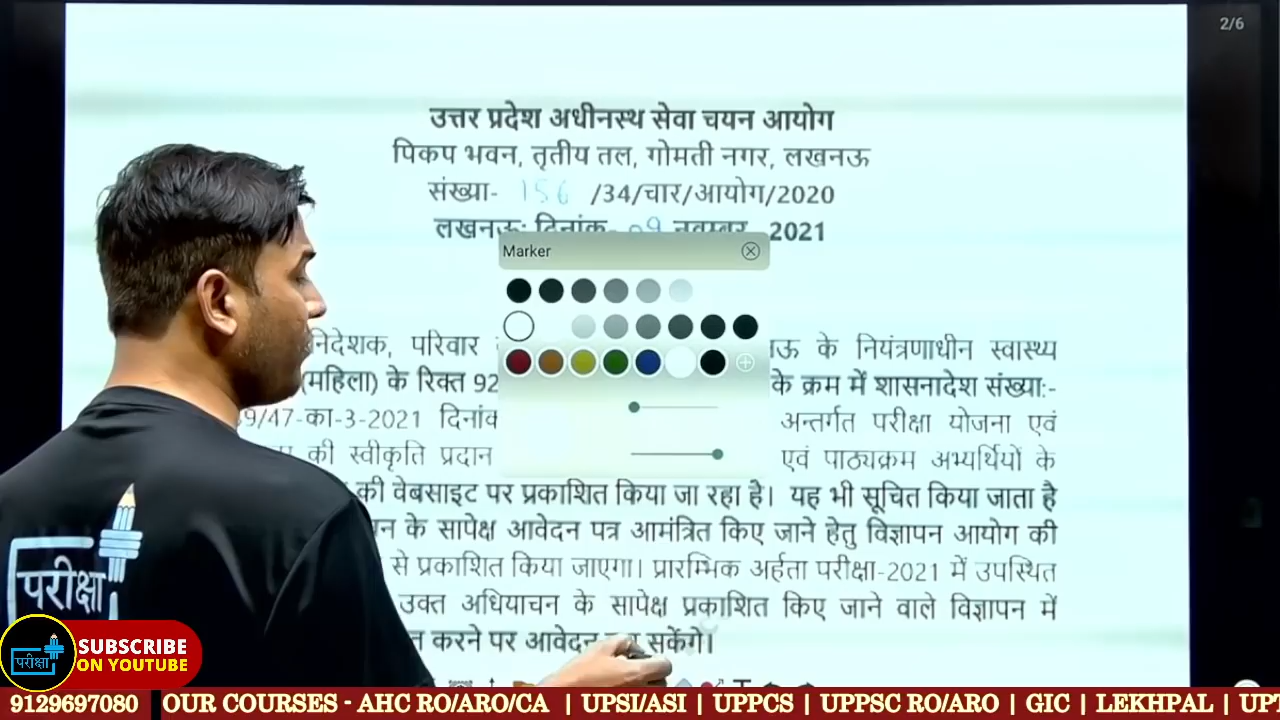 2/6
उत्तर प्रदेश अधीनस्थ सेवा चयन आयोग
पिकप भवन, तृतीय तल, गोमती नगर, लखनऊ
संख्या- 156 /34/चार/आयोग/2020
लखनऊ: दिनांक- 09 नवम्बर, 2021
Marker
निदेशक, परिवार के नियंत्रणाधीन स्वास्थ्य
(महिला) के रिक्त 92 के क्रम में शासनादेश संख्या:-
9/47-का-3-2021 दिनांक अन्तर्गत परीक्षा योजना एवं
की स्वीकृति प्रदान एवं पाठ्यक्रम अभ्यर्थियों के
की वेबसाइट पर प्रकाशित किया जा रहा है। यह भी सूचित किया जाता है
के सापेक्ष आवेदन पत्र आमंत्रित किए जाने हेतु विज्ञापन आयोग की
से प्रकाशित किया जाएगा। प्रारम्भिक अर्हता परीक्षा-2021 में उपस्थित
उक्त अधियाचन के सापेक्ष प्रकाशित किए जाने वाले विज्ञापन में
करने पर आवेदन सकेंगे।
परीक्षा
परीक्षा
SUBSCRIBE
ON YOUTUBE
9129697080 OUR COURSES - AHC RO/ARO/CA | UPSI/ASI | UPPCS | UPPSC RO/ARO | GIC | LEKHPAL |